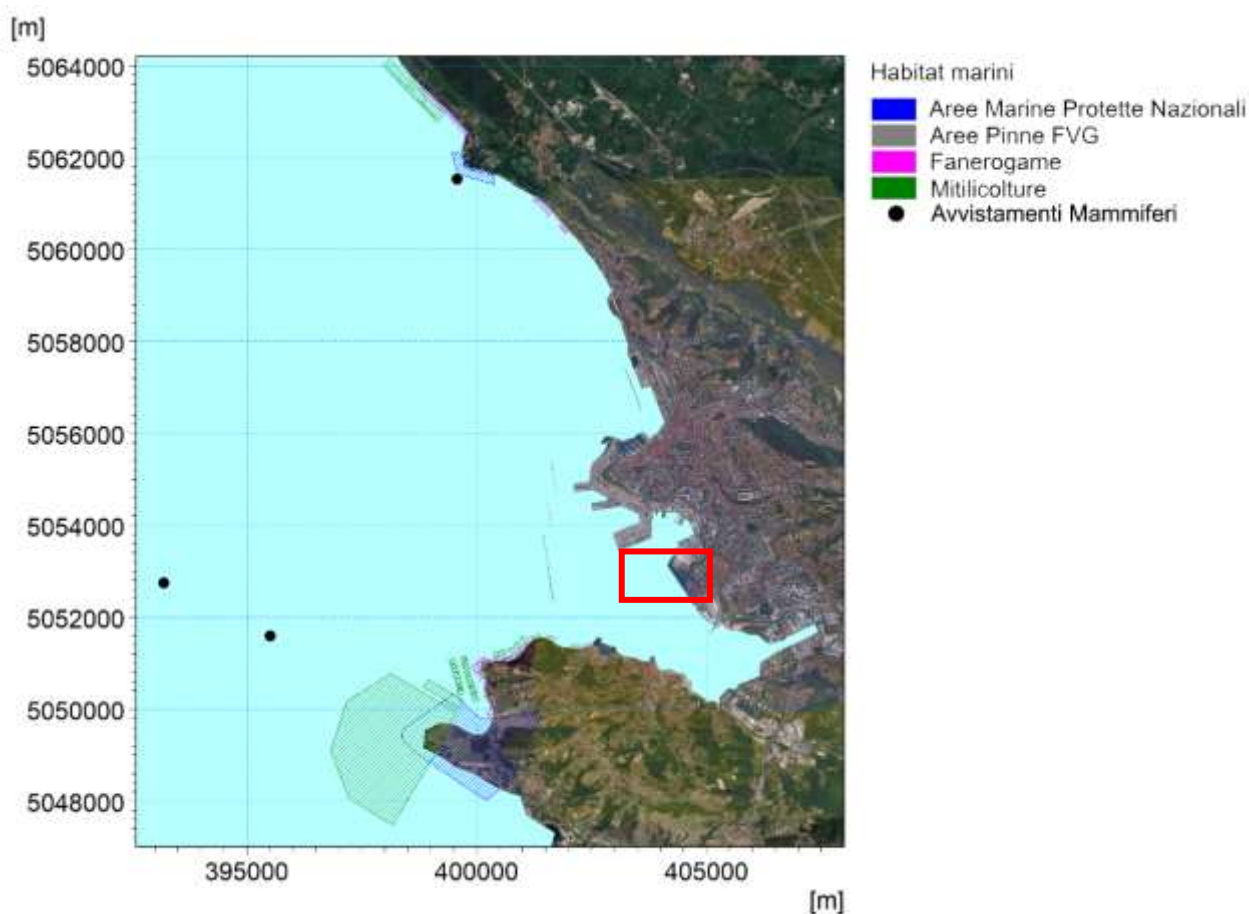 [m]
5064000
5062000
5060000
5058000
5056000
5054000
5052000
5050000
5048000
395000
400000
405000
[m]
Habitat marini
Aree Marine Protette Nazionali
Aree Pinne FVG
Fanerogame
Mitilicolture
Avvistamenti Mammiferi